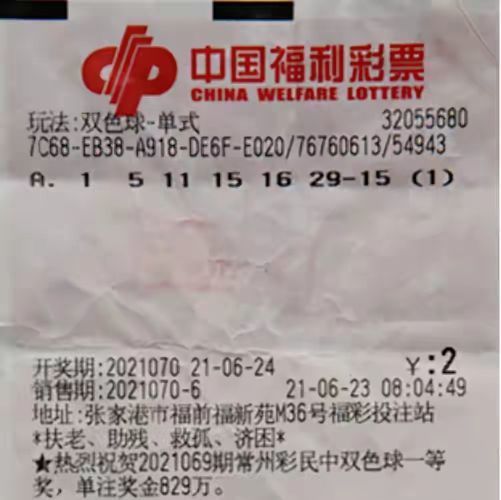 中国福利彩票
CHINA WELFARE LOTTERY
玩法:双色球-单式 32055680
7C68-EB38-A918-DE6F-E020/76760613/54943
A. 1 5 11 15 16 29-15 (1)
开奖期:2021070 21-06-24 ¥:2
销售期:2021070-6 21-06-23 08:04:49
地址:张家港市福前福新苑M36号福彩投注站
*扶老、助残、救孤、济困*
★热烈祝贺2021069期常州彩民中双色球一等
奖，单注奖金829万。